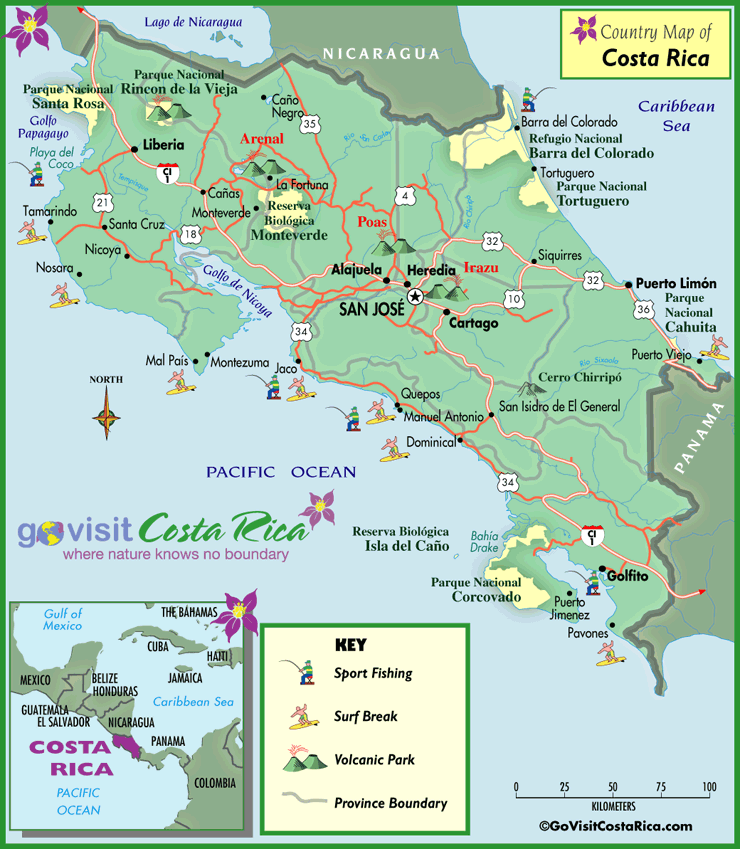 Lago de Nicaragua
NICARAGUA
Country Map of
Costa Rica
Parque Nacional
Santa Rosa
Parque Nacional
Rincon de la Vieja
Caño
Negro
35
Rio San Carlos
Barra del Colorado
Refugio Nacional
Barra del Colorado
Caribbean
Sea
Golfo
Papagayo
Playa del
Coco
Liberia
CI
1
Arenal
La Fortuna
Tortuguero
Parque Nacional
Tortuguero
Tempisque
Cañas
Monteverde
Reserva
Biológica
Monteverde
4
Rio Chirripó
Tamarindo
21
Santa Cruz
18
Poas
32
Nicoya
Nosara
Golfo de Nicoya
Alajuela
Heredia
Irazu
Siquirres
32
Puerto Limón
SAN JOSÉ
10
Cartago
36
Parque
Nacional
Cahuita
34
Mal País
Montezuma
Jaco
Rio Sixaola
Puerto Viejo
NORTH
Cerro Chirripó
Quepos
Manuel Antonio
San Isidro de El General
Dominical
PANAMA
PACIFIC OCEAN
34
govisit Costa Rica
where nature knows no boundary
Reserva Biológica
Isla del Caño
Bahía
Drake
CI
1
Parque Nacional
Corcovado
Golfito
Puerto
Jimenez
Pavones
Gulf of
Mexico
THE BAHAMAS
CUBA
HAITI
MEXICO
BELIZE
JAMAICA
HONDURAS
Caribbean Sea
GUATEMALA
EL SALVADOR
NICARAGUA
COSTA
RICA
PANAMA
COLOMBIA
PACIFIC
OCEAN
KEY
Sport Fishing
Surf Break
Volcanic Park
Province Boundary
0 25 50 75 100
KILOMETERS
©GoVisitCostaRica.com